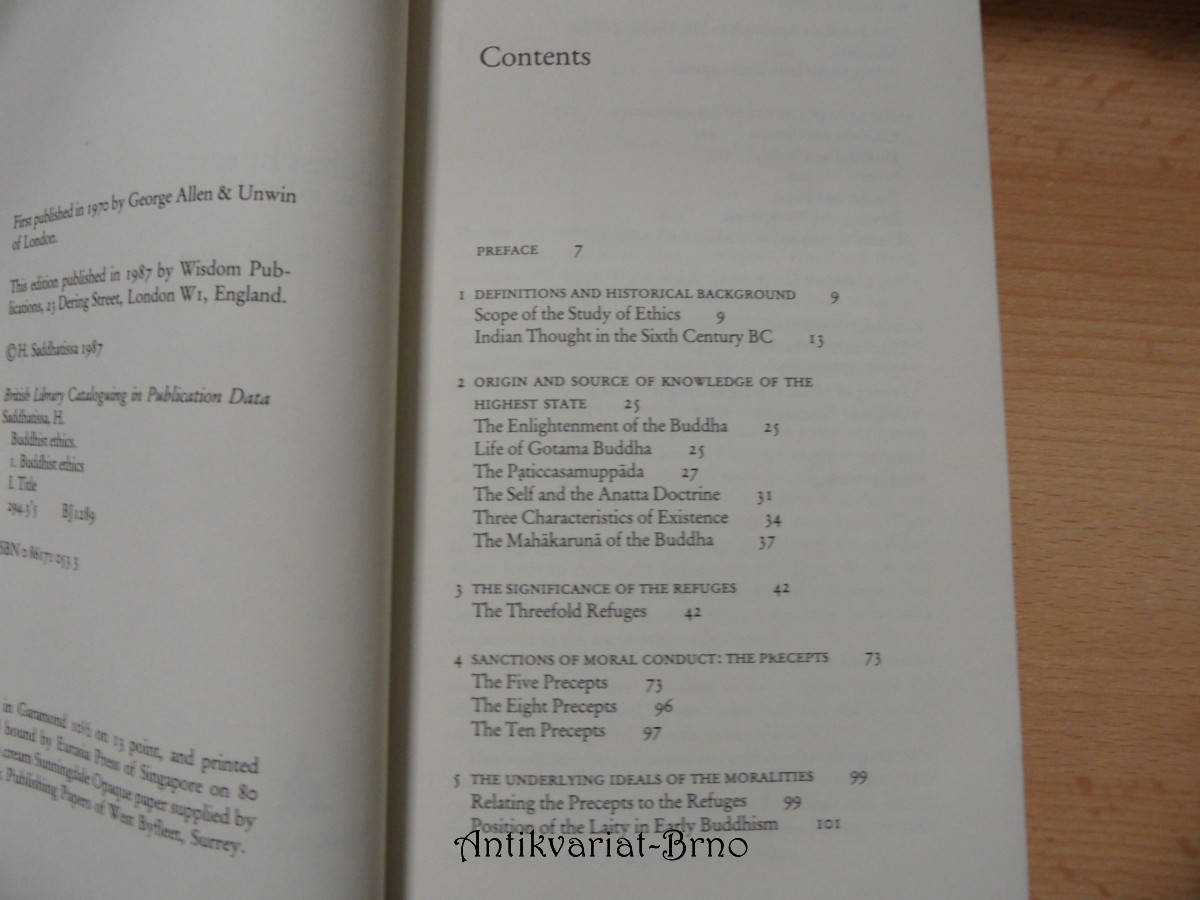 First published in 1970 by George Allen & Unwin
of London.
This edition published in 1987 by Wisdom Pub-
lications, 23 Dering Street, London W1, England.
© H. Saddhatissa 1987
British Library Cataloguing in Publication Data
Saddhatissa, H.
Buddhist ethics.
1. Buddhist ethics
I. Title
294.3'5 BJ1289
ISBN 0 86171 053 3
in Garamond 10½ on 13 point, and printed
bound by Eurasia Press of Singapore on 80
cream Sunningdale Opaque paper supplied by
Publishing Papers of West Byfleet, Surrey.
Contents
PREFACE 7
1 DEFINITIONS AND HISTORICAL BACKGROUND 9
Scope of the Study of Ethics 9
Indian Thought in the Sixth Century BC 13
2 ORIGIN AND SOURCE OF KNOWLEDGE OF THE
HIGHEST STATE 25
The Enlightenment of the Buddha 25
Life of Gotama Buddha 25
The Paṭiccasamuppāda 27
The Self and the Anatta Doctrine 31
Three Characteristics of Existence 34
The Mahākarunā of the Buddha 37
3 THE SIGNIFICANCE OF THE REFUGES 42
The Threefold Refuges 42
4 SANCTIONS OF MORAL CONDUCT: THE PRECEPTS 73
The Five Precepts 73
The Eight Precepts 96
The Ten Precepts 97
5 THE UNDERLYING IDEALS OF THE MORALITIES 99
Relating the Precepts to the Refuges 99
Position of the Laity in Early Buddhism 101
Antikvariat-Brno